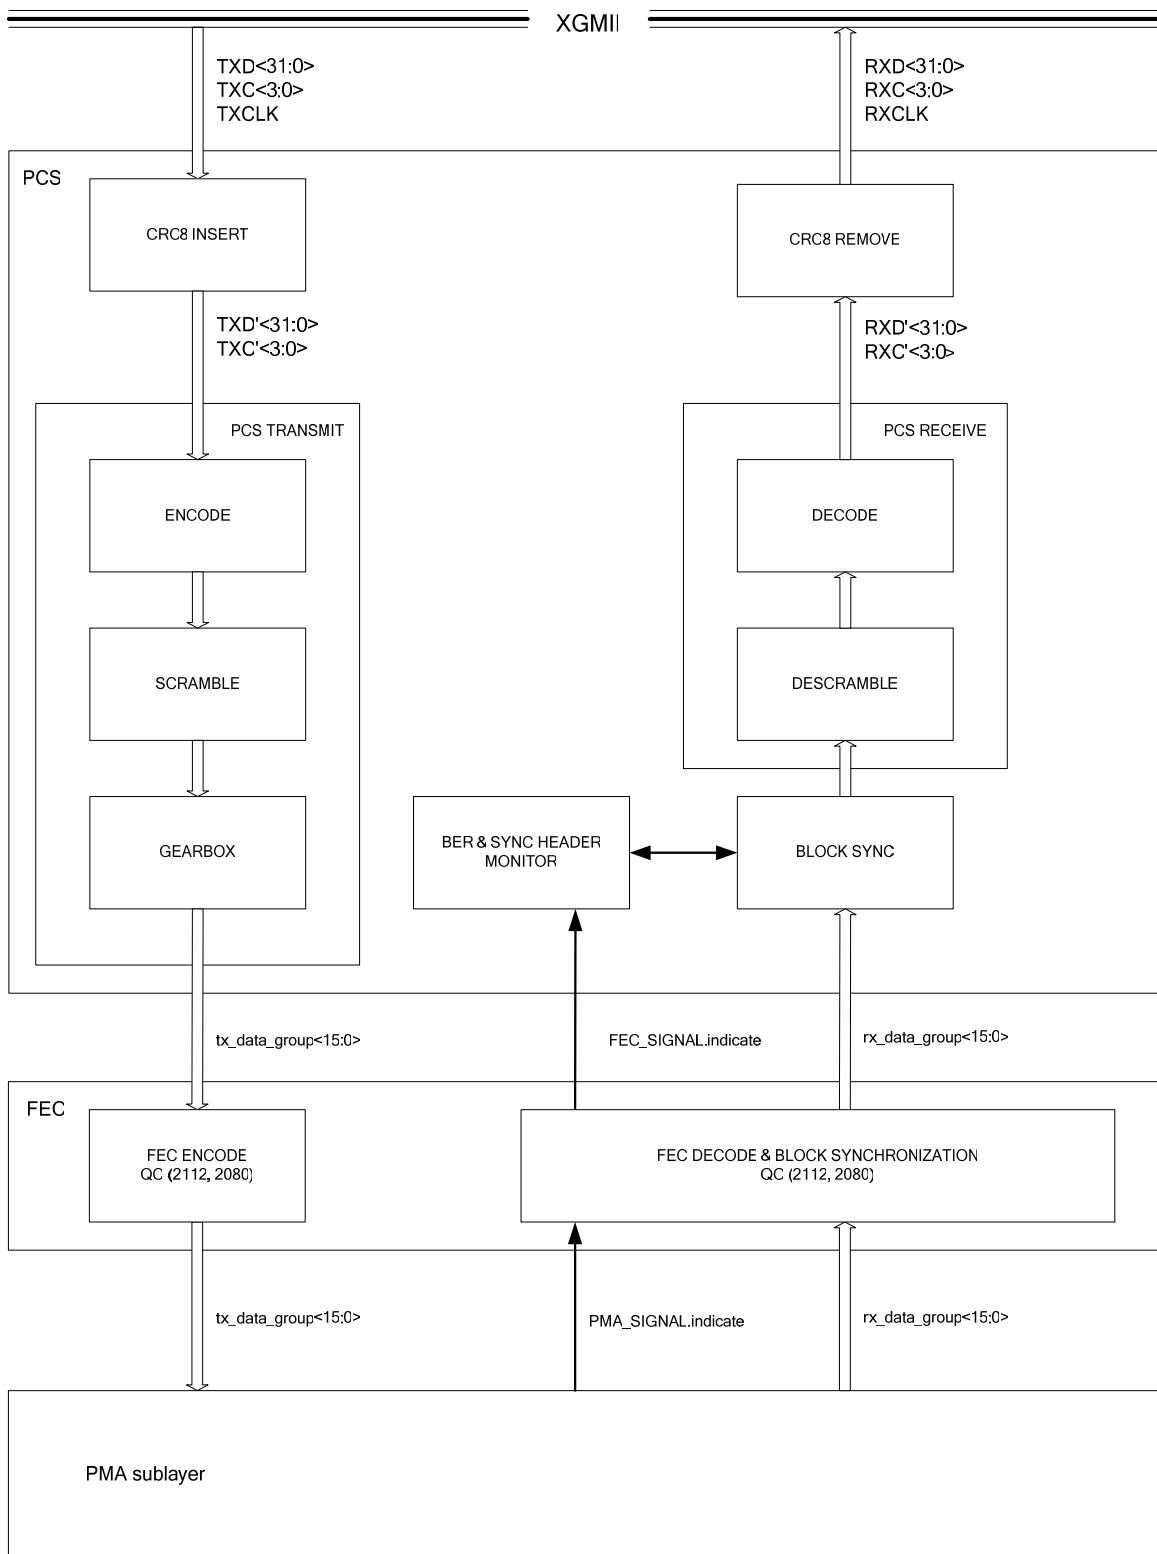 XGMII
TXD<31:0>
TXC<3:0>
TXCLK
RXD<31:0>
RXC<3:0>
RXCLK
PCS
CRC8 INSERT
CRC8 REMOVE
TXD'<31:0>
TXC'<3:0>
RXD'<31:0>
RXC'<3:0>
PCS TRANSMIT
PCS RECEIVE
ENCODE
DECODE
SCRAMBLE
DESCRAMBLE
GEARBOX
BER & SYNC HEADER
MONITOR
BLOCK SYNC
tx_data_group<15:0>
FEC_SIGNAL.indicate
rx_data_group<15:0>
FEC
FEC ENCODE
QC (2112, 2080)
FEC DECODE & BLOCK SYNCHRONIZATION
QC (2112, 2080)
tx_data_group<15:0>
PMA_SIGNAL.indicate
rx_data_group<15:0>
PMA sublayer